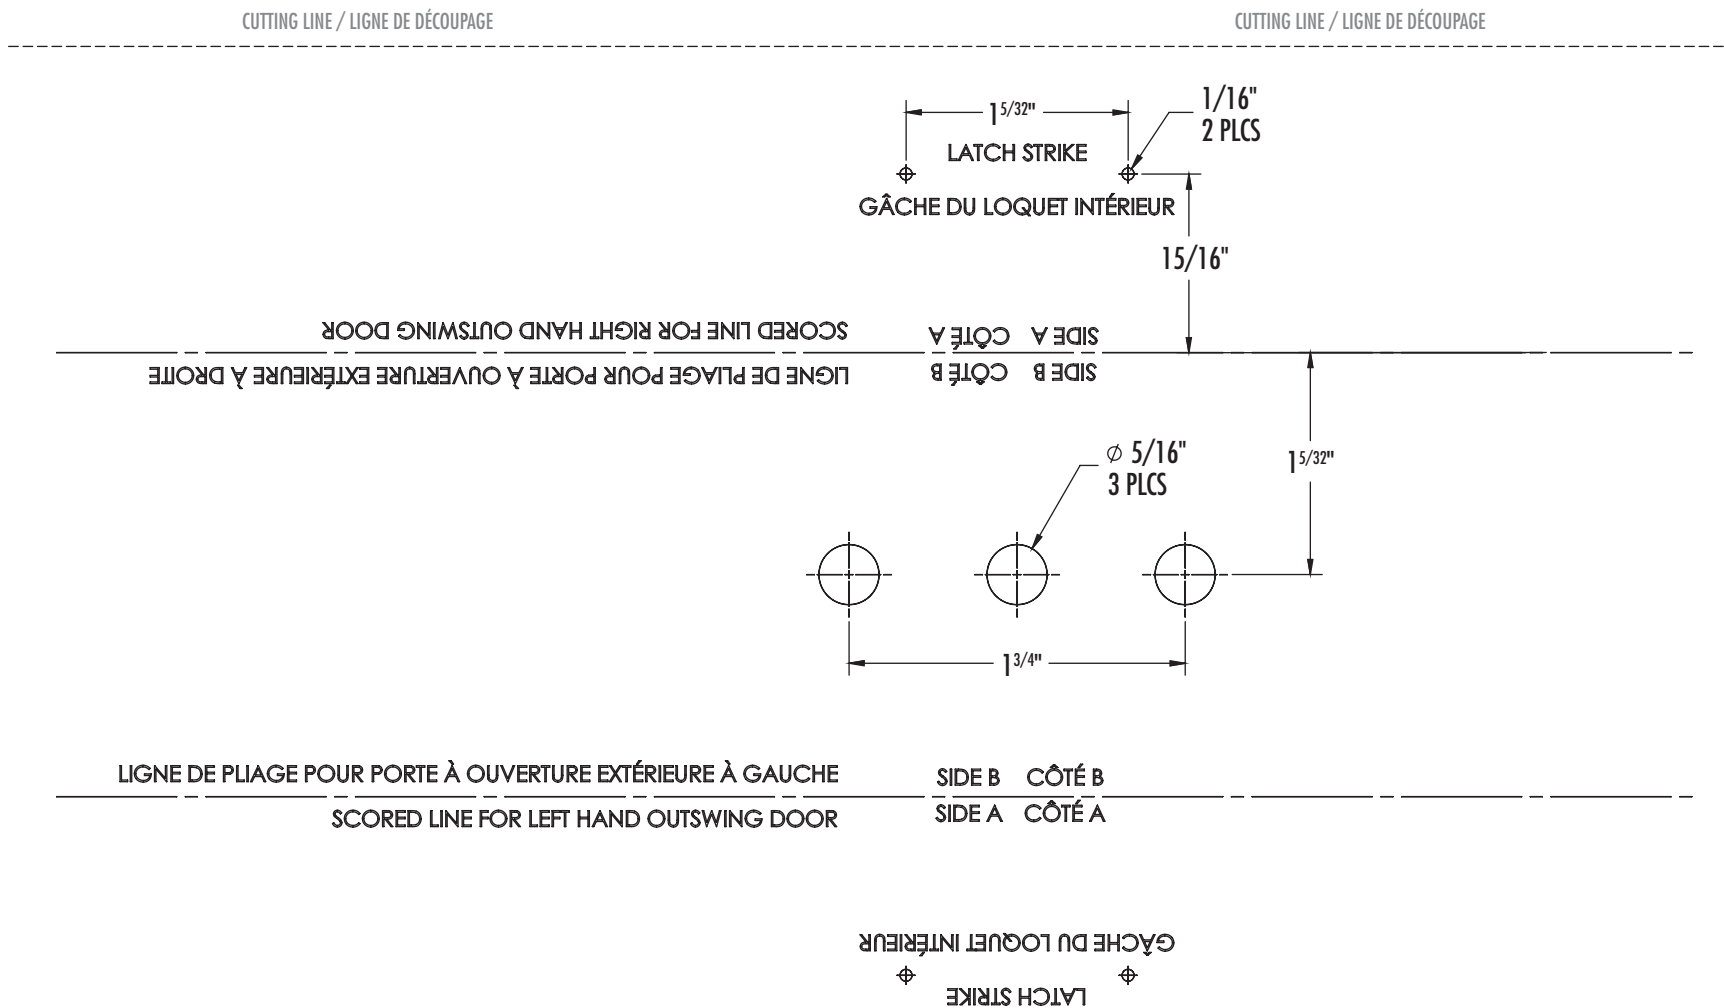 CUTTING LINE / LIGNE DE DÉCOUPAGE
CUTTING LINE / LIGNE DE DÉCOUPAGE
1 5/32"
1/16"
2 PLCS
LATCH STRIKE
GÂCHE DU LOQUET INTÉRIEUR
15/16"
SCORED LINE FOR RIGHT HAND OUTSWING DOOR
SIDE A CÔTÉ A
LIGNE DE PLIAGE POUR PORTE À OUVERTURE EXTÉRIEURE À DROITE
SIDE B CÔTÉ B
⌀ 5/16"
3 PLCS
1 5/32"
1 3/4"
LIGNE DE PLIAGE POUR PORTE À OUVERTURE EXTÉRIEURE À GAUCHE
SIDE B CÔTÉ B
SCORED LINE FOR LEFT HAND OUTSWING DOOR
SIDE A CÔTÉ A
GÂCHE DU LOQUET INTÉRIEUR
LATCH STRIKE